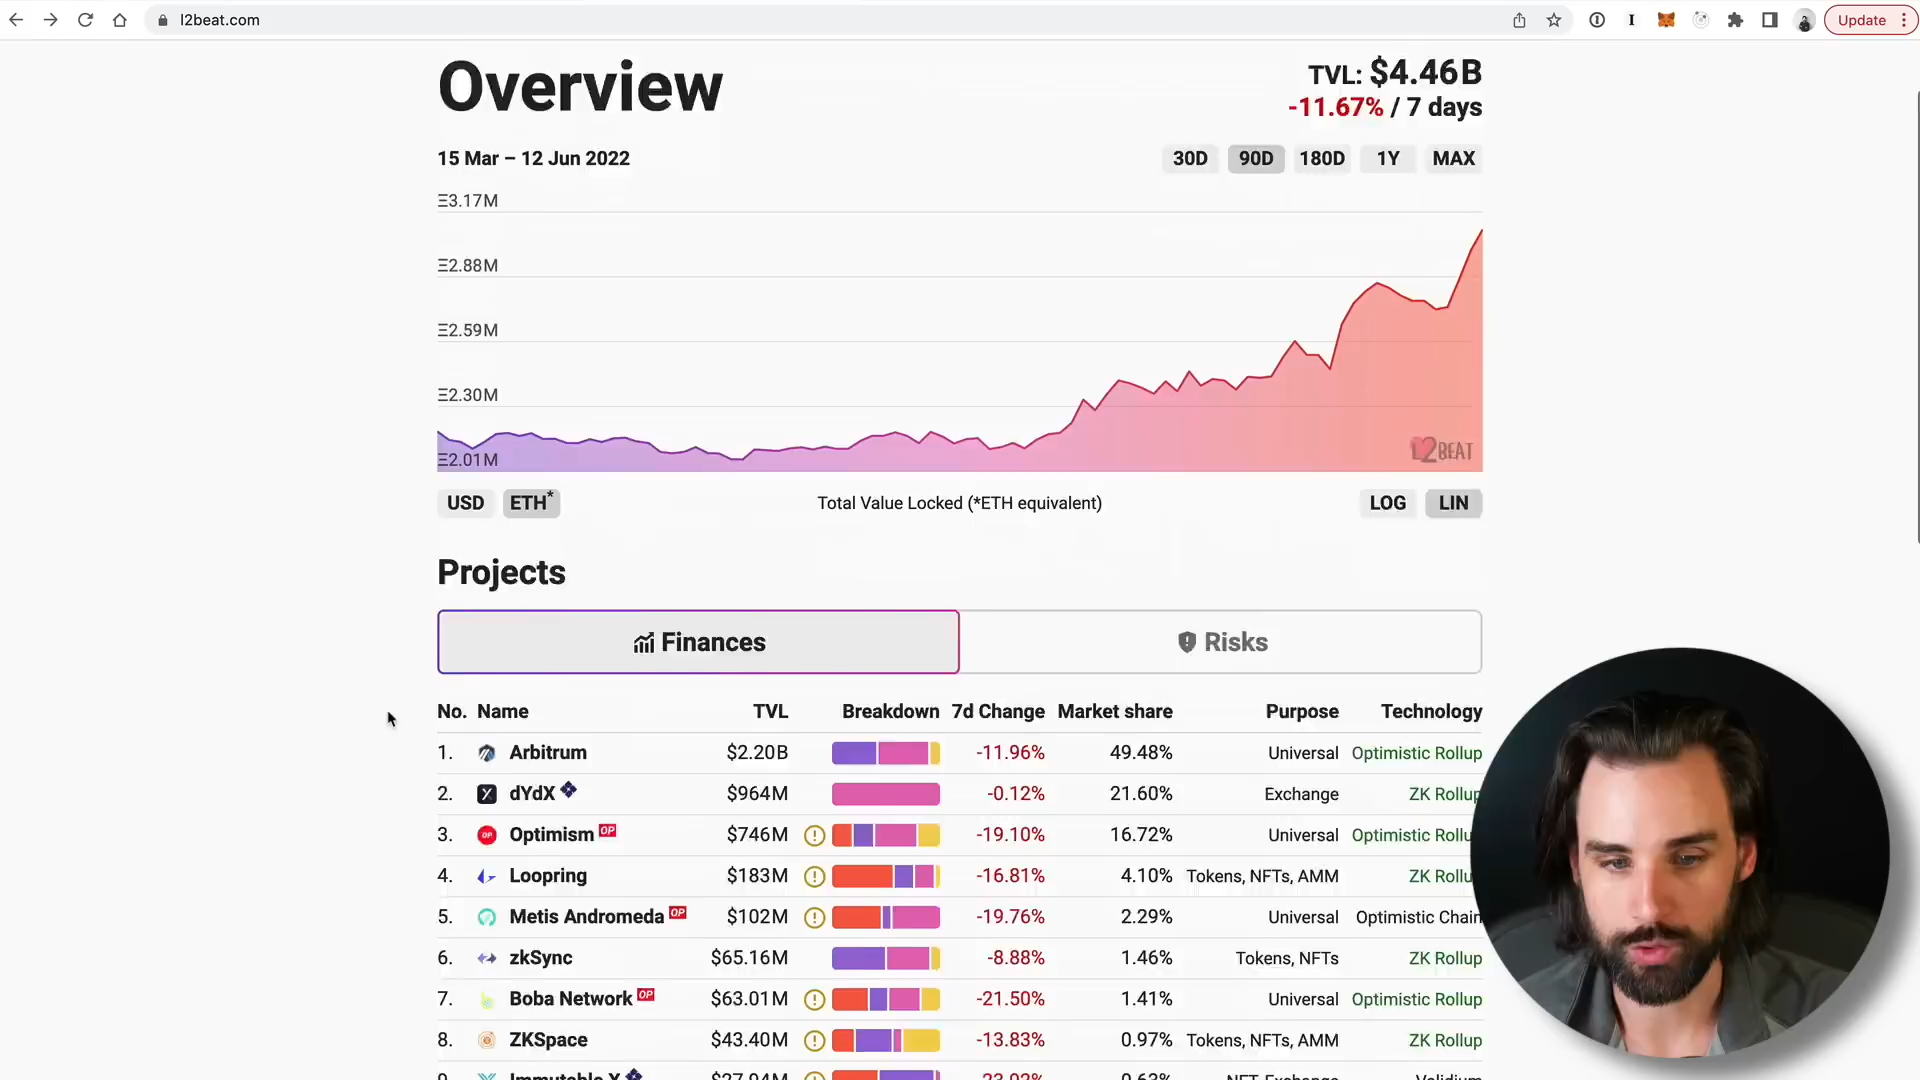 l2beat.com
Update
Overview
TVL: $4.46B
-11.67% / 7 days
15 Mar – 12 Jun 2022
30D 90D 180D 1Y MAX
Ξ3.17M
Ξ2.88M
Ξ2.59M
Ξ2.30M
Ξ2.01M
L2BEAT
USD ETH* Total Value Locked (*ETH equivalent) LOG LIN
Projects
Finances Risks
No. Name TVL Breakdown 7d Change Market share Purpose Technology
1. Arbitrum $2.20B -11.96% 49.48% Universal Optimistic Rollup
2. dYdX $964M -0.12% 21.60% Exchange ZK Rollup
3. Optimism OP $746M -19.10% 16.72% Universal Optimistic Rollu
4. Loopring $183M -16.81% 4.10% Tokens, NFTs, AMM ZK Rollu
5. Metis Andromeda OP $102M -19.76% 2.29% Universal Optimistic Chain
6. zkSync $65.16M -8.88% 1.46% Tokens, NFTs ZK Rollup
7. Boba Network OP $63.01M -21.50% 1.41% Universal Optimistic Rollup
8. ZKSpace $43.40M -13.83% 0.97% Tokens, NFTs, AMM ZK Rollup
Immutable X